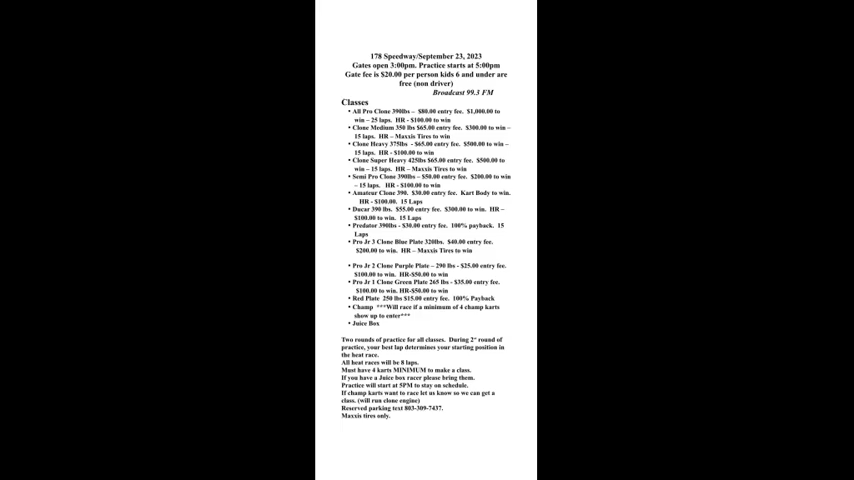 178 Speedway/September 23, 2023
Gates open 3:00pm. Practice starts at 5:00pm
Gate fee is $20.00 per person kids 6 and under are
free (non driver)
Broadcast 99.3 FM
Classes
• All Pro Clone 390lbs – $80.00 entry fee. $1,000.00 to
win – 25 laps. HR - $100.00 to win
• Clone Medium 350 lbs $65.00 entry fee. $300.00 to win –
15 laps. HR – Maxxis Tires to win
• Clone Heavy 375lbs - $65.00 entry fee. $500.00 to win –
15 laps. HR - $100.00 to win
• Clone Super Heavy 425lbs $65.00 entry fee. $500.00 to
win – 15 laps. HR – Maxxis Tires to win
• Semi Pro Clone 390lbs – $50.00 entry fee. $200.00 to win
– 15 laps. HR - $100.00 to win
• Amateur Clone 390. $30.00 entry fee. Kart Body to win.
HR - $100.00. 15 Laps
• Ducar 390 lbs. $55.00 entry fee. $300.00 to win. HR –
$100.00 to win. 15 Laps
• Predator 390lbs - $30.00 entry fee. 100% payback. 15
Laps
• Pro Jr 3 Clone Blue Plate 320lbs. $40.00 entry fee.
$200.00 to win. HR – Maxxis Tires to win
• Pro Jr 2 Clone Purple Plate – 290 lbs - $25.00 entry fee.
$100.00 to win. HR-$50.00 to win
• Pro Jr 1 Clone Green Plate 265 lbs - $35.00 entry fee.
$100.00 to win. HR-$50.00 to win
• Red Plate 250 lbs $15.00 entry fee. 100% Payback
• Champ ***Will race if a minimum of 4 champ karts
show up to enter***
• Juice Box
Two rounds of practice for all classes. During 2ⁿ round of
practice, your best lap determines your starting position in
the heat race.
All heat races will be 8 laps.
Must have 4 karts MINIMUM to make a class.
If you have a Juice box racer please bring them.
Practice will start at 5PM to stay on schedule.
If champ karts want to race let us know so we can get a
class. (will run clone engine)
Reserved parking text 803-309-7437.
Maxxis tires only.